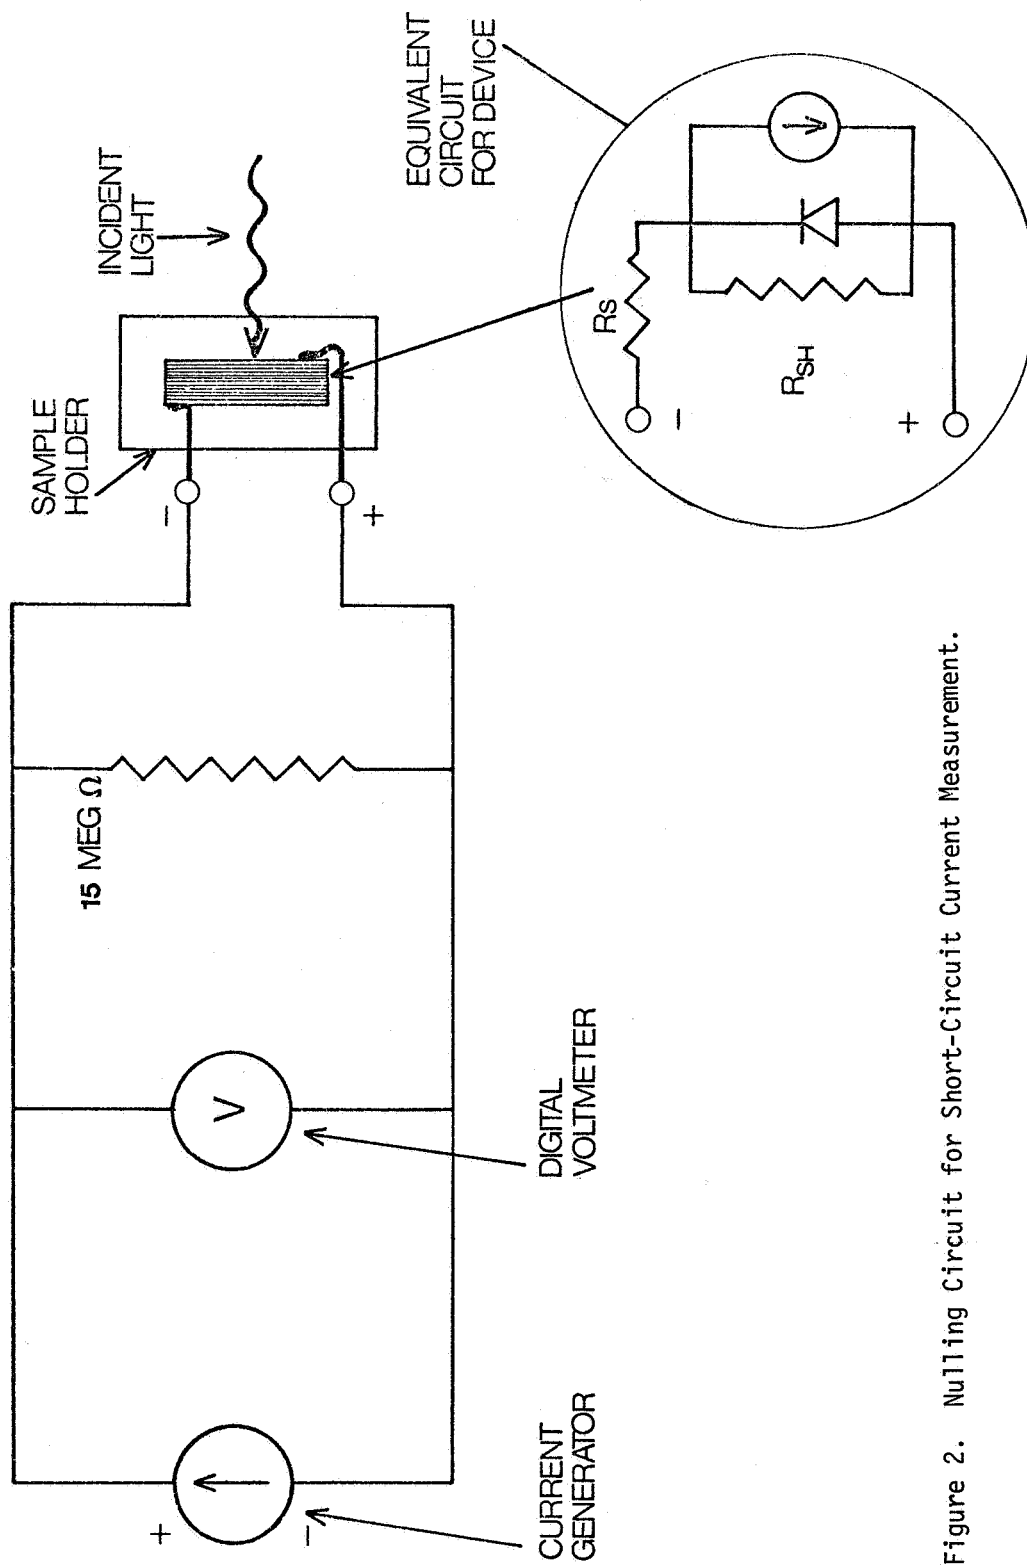 SAMPLE
HOLDER
INCIDENT
LIGHT
EQUIVALENT
CIRCUIT
FOR DEVICE
15 MEG Ω
V
+
−
−
+
CURRENT
GENERATOR
DIGITAL
VOLTMETER
Rs
RSH
−
+
Figure 2. Nulling Circuit for Short-Circuit Current Measurement.